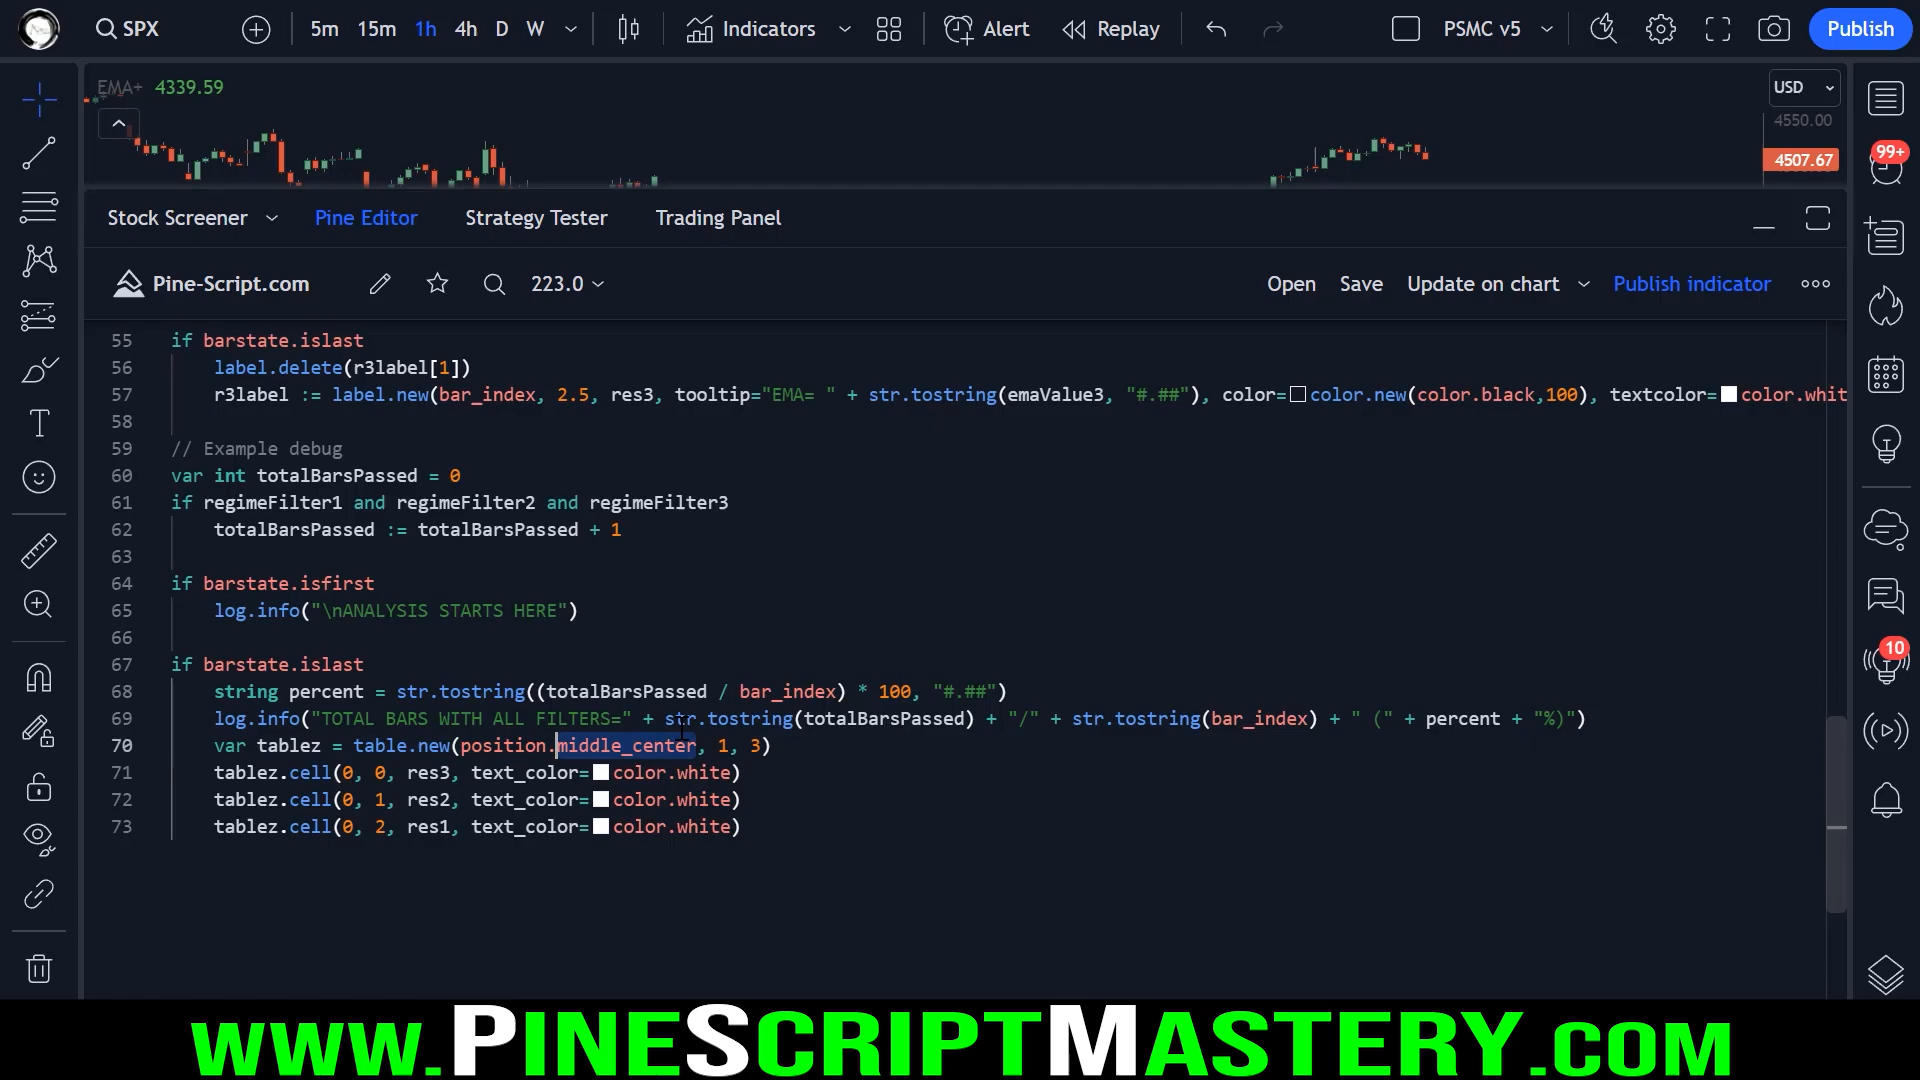 SPX 5m 15m 1h 4h D W Indicators Alert Replay PSMC v5 Publish
EMA+ 4339.59
USD
4550.00
99+
4507.67
Stock Screener Pine Editor Strategy Tester Trading Panel
Pine-Script.com 223.0 Open Save Update on chart Publish indicator
55 if barstate.islast
56 label.delete(r3label[1])
57 r3label := label.new(bar_index, 2.5, res3, tooltip="EMA= " + str.tostring(emaValue3, "#.##"), color=color.new(color.black,100), textcolor=color.whit
58
59 // Example debug
60 var int totalBarsPassed = 0
61 if regimeFilter1 and regimeFilter2 and regimeFilter3
62 totalBarsPassed := totalBarsPassed + 1
63
64 if barstate.isfirst
65 log.info("\nANALYSIS STARTS HERE")
66
67 if barstate.islast
10
68 string percent = str.tostring((totalBarsPassed / bar_index) * 100, "#.##")
69 log.info("TOTAL BARS WITH ALL FILTERS=" + str.tostring(totalBarsPassed) + "/" + str.tostring(bar_index) + " (" + percent + "%)")
70 var tablez = table.new(position.middle_center, 1, 3)
71 tablez.cell(0, 0, res3, text_color=color.white)
72 tablez.cell(0, 1, res2, text_color=color.white)
73 tablez.cell(0, 2, res1, text_color=color.white)
www.PineScriptMastery.com